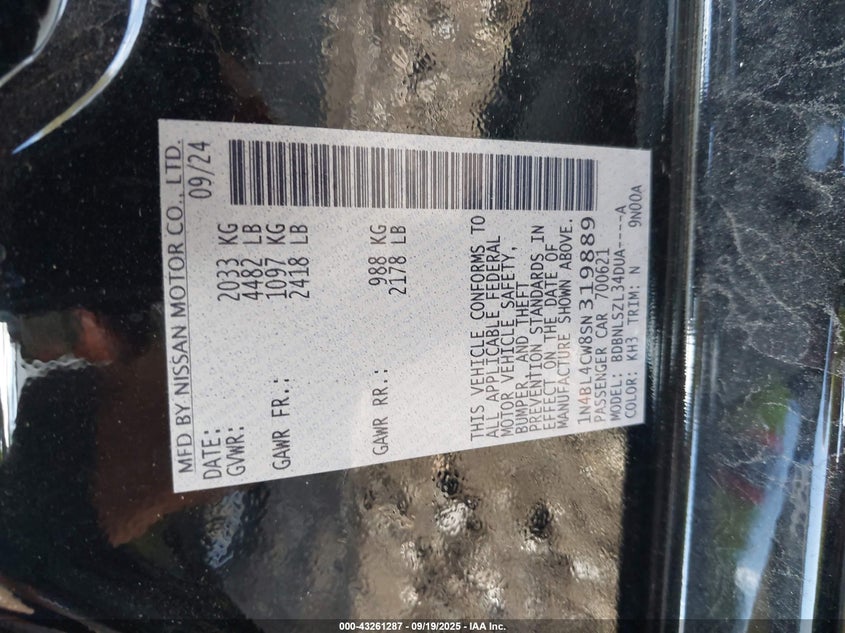 MFD BY NISSAN MOTOR CO., LTD.
DATE: 09/24
GVWR: 2033 KG
4482 LB
GAWR FR.: 1097 KG
2418 LB
GAWR RR.: 988 KG
2178 LB
THIS VEHICLE CONFORMS TO
ALL APPLICABLE FEDERAL
MOTOR VEHICLE SAFETY,
BUMPER, AND THEFT
PREVENTION STANDARDS IN
EFFECT ON THE DATE OF
MANUFACTURE SHOWN ABOVE.
1N4BL4CW8SN319889
PASSENGER CAR 700621
MODEL: BDBNLSZL34DUA----A
COLOR: KH3 TRIM: N 9N00A
000-43261287 - 09/19/2025 - IAA Inc.